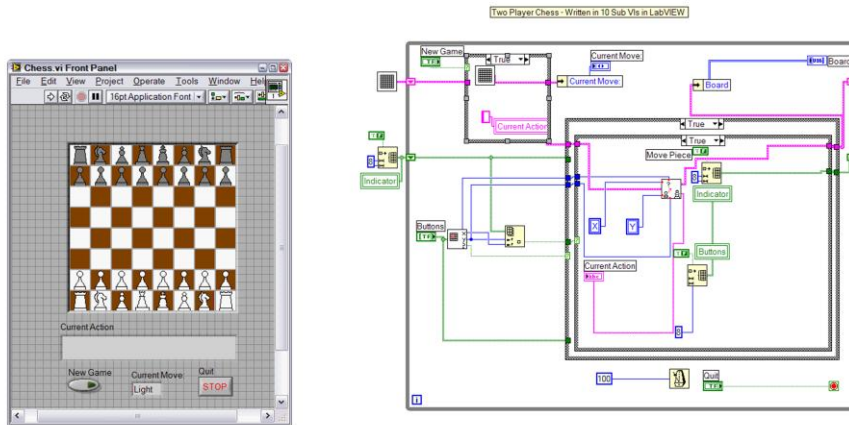 Two Player Chess - Written in 10 Sub VIs in LabVIEW
Chess.vi Front Panel
File Edit View Project Operate Tools Window
16pt Application Font
Current Action
New Game
Current Move:
Light
Quit
STOP
New Game
True
Current Move:
Current Move:
Current Action
Board
Board
True
True
Move Piece
Indicator
Indicator
X
Y
Buttons
Buttons
Current Action
0
100
Quit
i